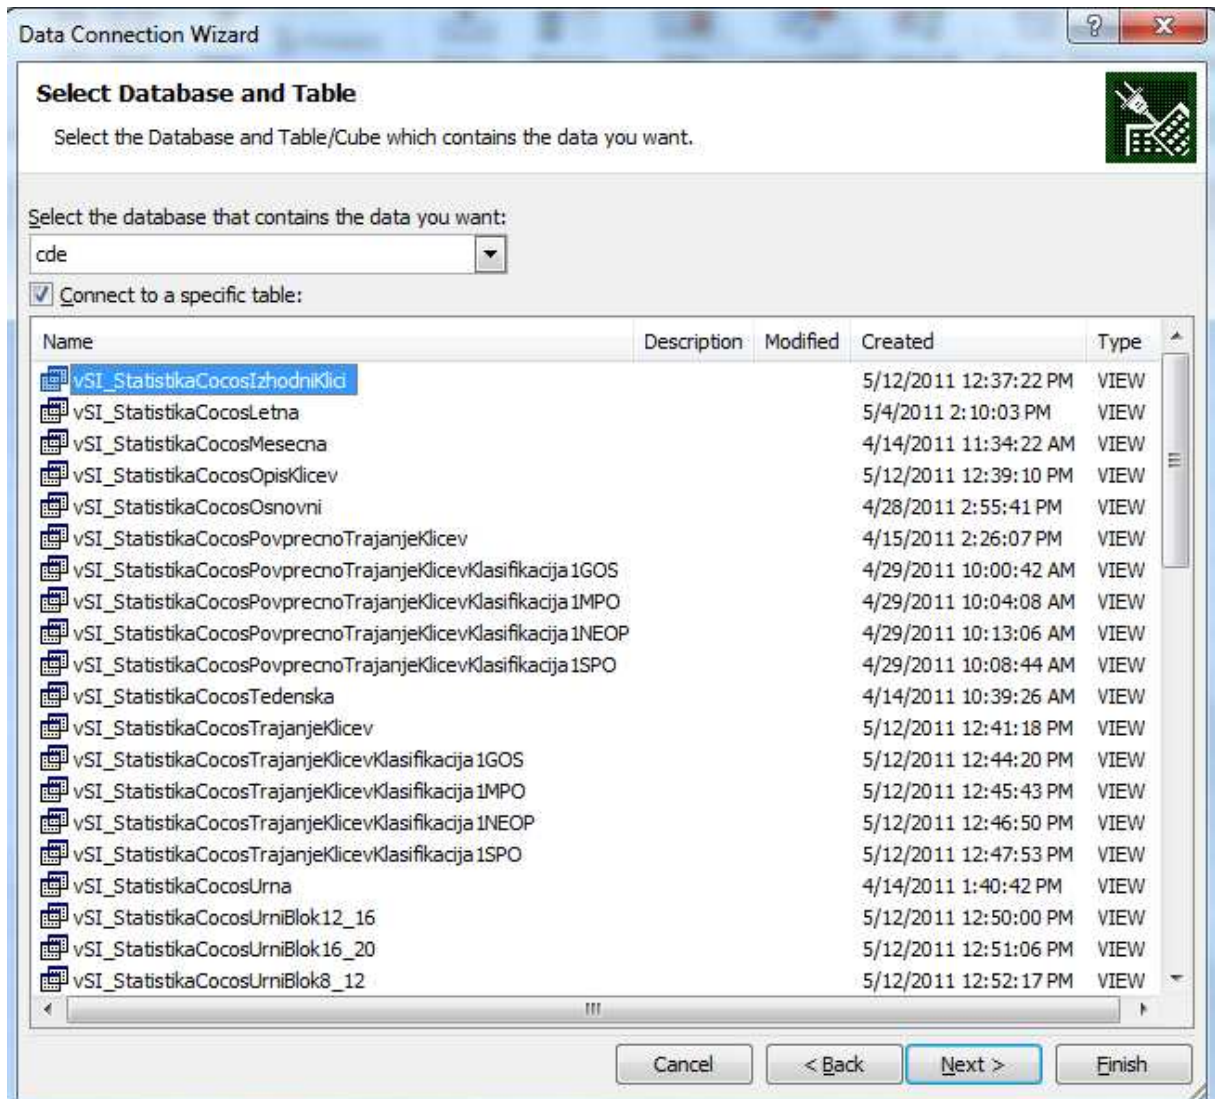 Data Connection Wizard
Select Database and Table
Select the Database and Table/Cube which contains the data you want.
Select the database that contains the data you want:
cde
Connect to a specific table:
Name Description Modified Created Type
vSI_StatistikaCocosIzhodniKlici 5/12/2011 12:37:22 PM VIEW
vSI_StatistikaCocosLetna 5/4/2011 2:10:03 PM VIEW
vSI_StatistikaCocosMesecna 4/14/2011 11:34:22 AM VIEW
vSI_StatistikaCocosOpisKlicev 5/12/2011 12:39:10 PM VIEW
vSI_StatistikaCocosOsnovni 4/28/2011 2:55:41 PM VIEW
vSI_StatistikaCocosPovprecnoTrajanjeKlicev 4/15/2011 2:26:07 PM VIEW
vSI_StatistikaCocosPovprecnoTrajanjeKlicevKlasifikacija1GOS 4/29/2011 10:00:42 AM VIEW
vSI_StatistikaCocosPovprecnoTrajanjeKlicevKlasifikacija1MPO 4/29/2011 10:04:08 AM VIEW
vSI_StatistikaCocosPovprecnoTrajanjeKlicevKlasifikacija1NEOP 4/29/2011 10:13:06 AM VIEW
vSI_StatistikaCocosPovprecnoTrajanjeKlicevKlasifikacija1SPO 4/29/2011 10:08:44 AM VIEW
vSI_StatistikaCocosTedenska 4/14/2011 10:39:26 AM VIEW
vSI_StatistikaCocosTrajanjeKlicev 5/12/2011 12:41:18 PM VIEW
vSI_StatistikaCocosTrajanjeKlicevKlasifikacija1GOS 5/12/2011 12:44:20 PM VIEW
vSI_StatistikaCocosTrajanjeKlicevKlasifikacija1MPO 5/12/2011 12:45:43 PM VIEW
vSI_StatistikaCocosTrajanjeKlicevKlasifikacija1NEOP 5/12/2011 12:46:50 PM VIEW
vSI_StatistikaCocosTrajanjeKlicevKlasifikacija1SPO 5/12/2011 12:47:53 PM VIEW
vSI_StatistikaCocosUrna 4/14/2011 1:40:42 PM VIEW
vSI_StatistikaCocosUrniBlok12_16 5/12/2011 12:50:00 PM VIEW
vSI_StatistikaCocosUrniBlok16_20 5/12/2011 12:51:06 PM VIEW
vSI_StatistikaCocosUrniBlok8_12 5/12/2011 12:52:17 PM VIEW
Cancel < Back Next > Finish